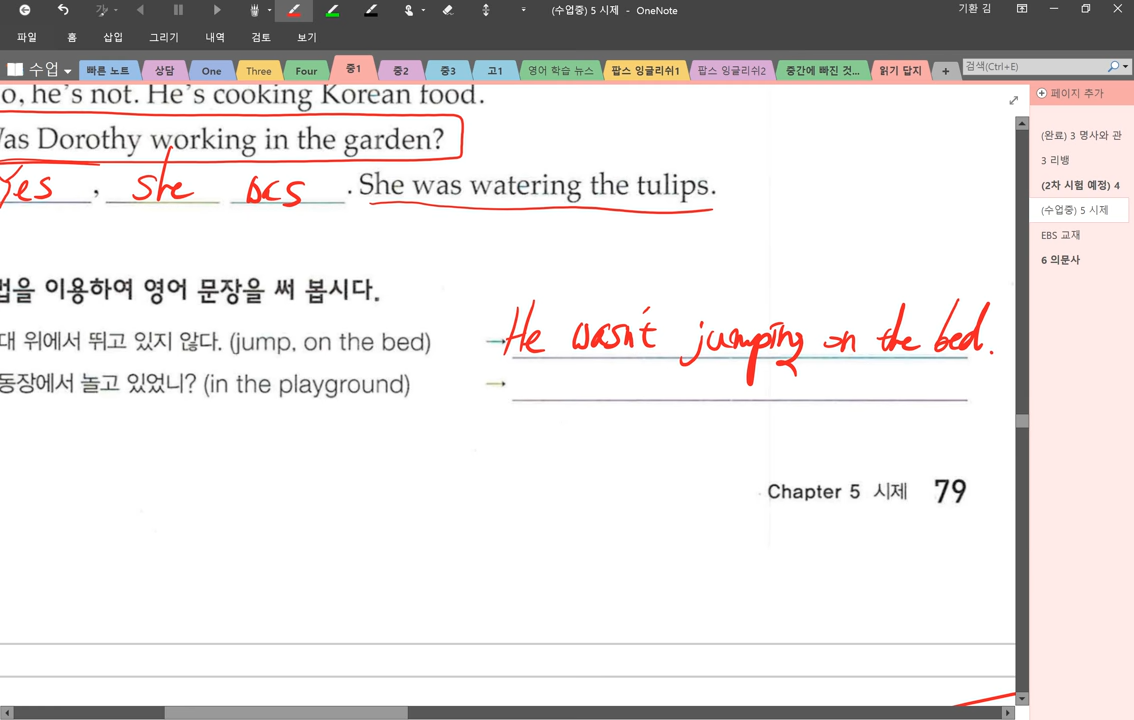 (수업중) 5 시제 - OneNote
기환 김
파일 홈 삽입 그리기 내역 검토 보기
수업 빠른 노트 상담 One Three Four 중1 중2 중3 고1 영어 학습 뉴스 팝스 잉글리쉬1 팝스 잉글리쉬2 중간에 빠진 것... 읽기 답지 + 검색(Ctrl+E)
o, he's not. He's cooking Korean food.
Was Dorothy working in the garden?
Yes, she was. She was watering the tulips.
법을 이용하여 영어 문장을 써 봅시다.
대 위에서 뛰고 있지 않다. (jump, on the bed) → He wasn't jumping on the bed.
동장에서 놀고 있었니? (in the playground) →
Chapter 5 시제 79
페이지 추가
(완료) 3 명사와 관
3 리뱅
(2차 시험 예정) 4
(수업중) 5 시제
EBS 교재
6 의문사